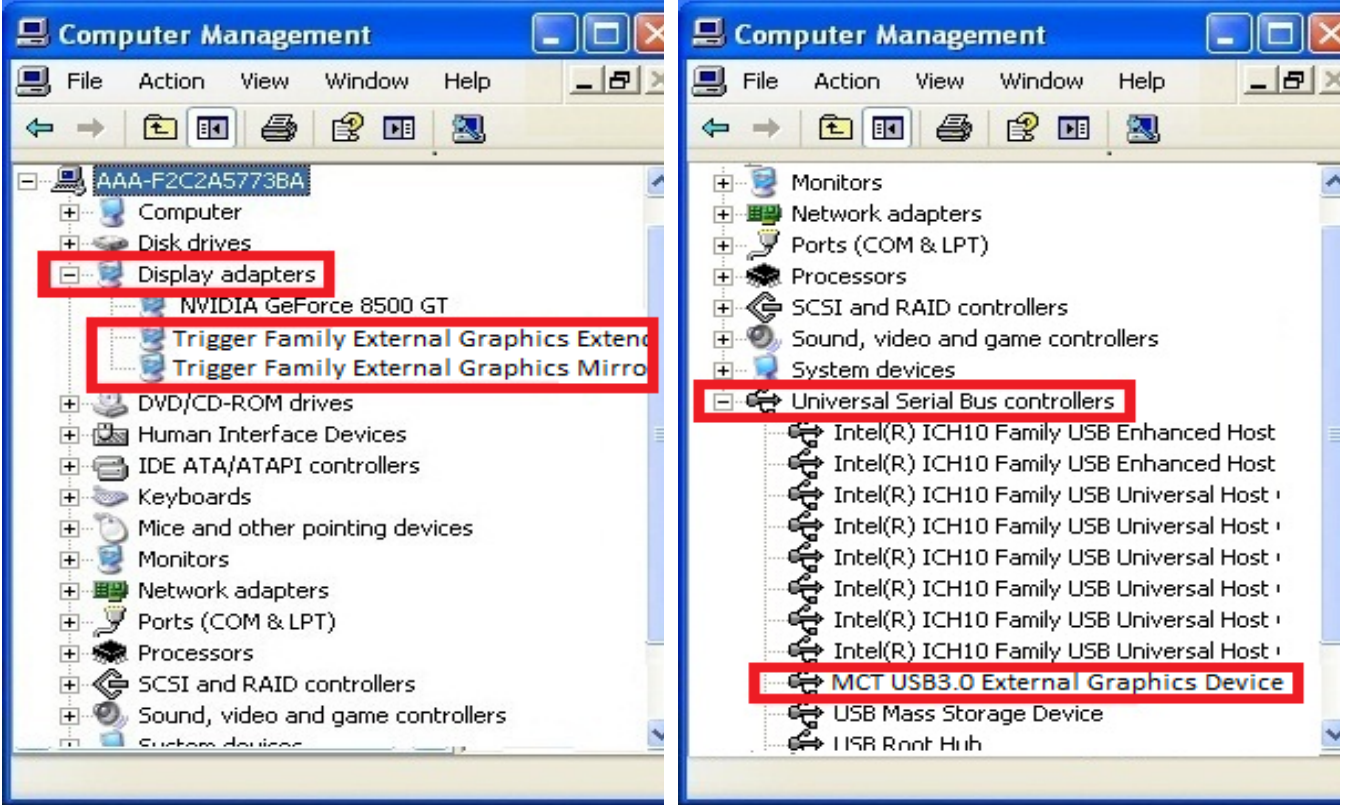 Computer Management
File Action View Window Help
AAA-F2C2A5773BA
Computer
Disk drives
Display adapters
NVIDIA GeForce 8500 GT
Trigger Family External Graphics Extend
Trigger Family External Graphics Mirro
DVD/CD-ROM drives
Human Interface Devices
IDE ATA/ATAPI controllers
Keyboards
Mice and other pointing devices
Monitors
Network adapters
Ports (COM & LPT)
Processors
SCSI and RAID controllers
Sound, video and game controllers
System devices
Computer Management
File Action View Window Help
Monitors
Network adapters
Ports (COM & LPT)
Processors
SCSI and RAID controllers
Sound, video and game controllers
System devices
Universal Serial Bus controllers
Intel(R) ICH10 Family USB Enhanced Host
Intel(R) ICH10 Family USB Enhanced Host
Intel(R) ICH10 Family USB Universal Host
Intel(R) ICH10 Family USB Universal Host
Intel(R) ICH10 Family USB Universal Host
Intel(R) ICH10 Family USB Universal Host
Intel(R) ICH10 Family USB Universal Host
Intel(R) ICH10 Family USB Universal Host
MCT USB3.0 External Graphics Device
USB Mass Storage Device
USB Root Hub